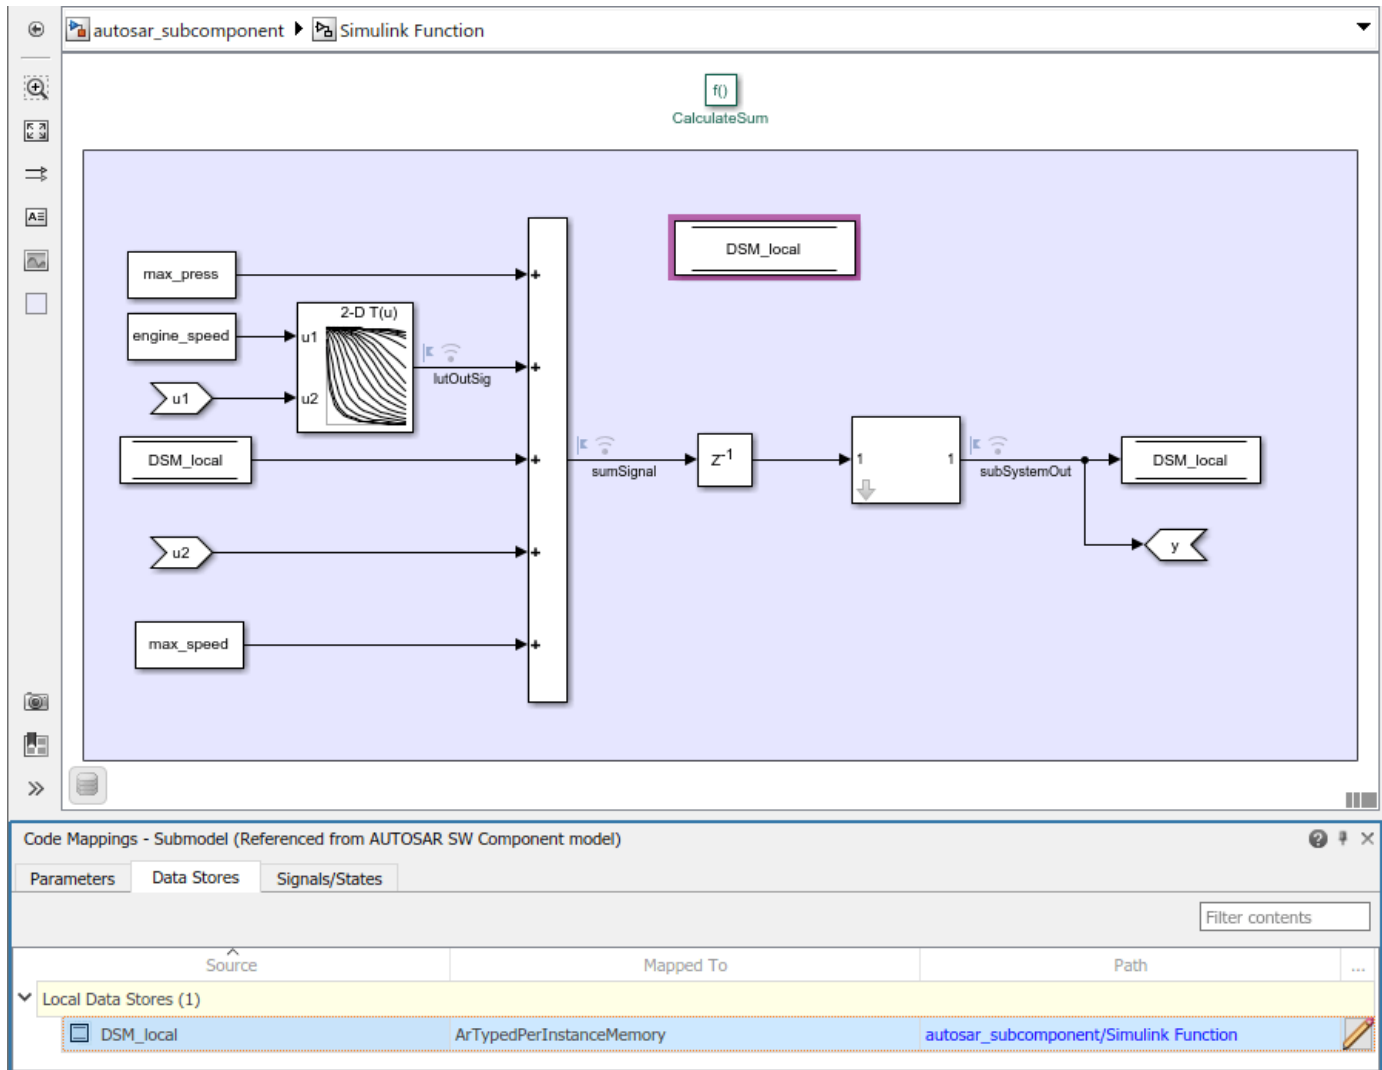 autosar_subcomponent Simulink Function
f()
CalculateSum
DSM_local
max_press
+
2-D T(u)
engine_speed
u1
lutOutSig
+
u1
u2
DSM_local
+
sumSignal
Z-1
1
1
subSystemOut
DSM_local
u2
+
y
max_speed
+
A
Code Mappings - Submodel (Referenced from AUTOSAR SW Component model)
Parameters Data Stores Signals/States
Filter contents
Source Mapped To Path ...
Local Data Stores (1)
DSM_local ArTypedPerInstanceMemory autosar_subcomponent/Simulink Function